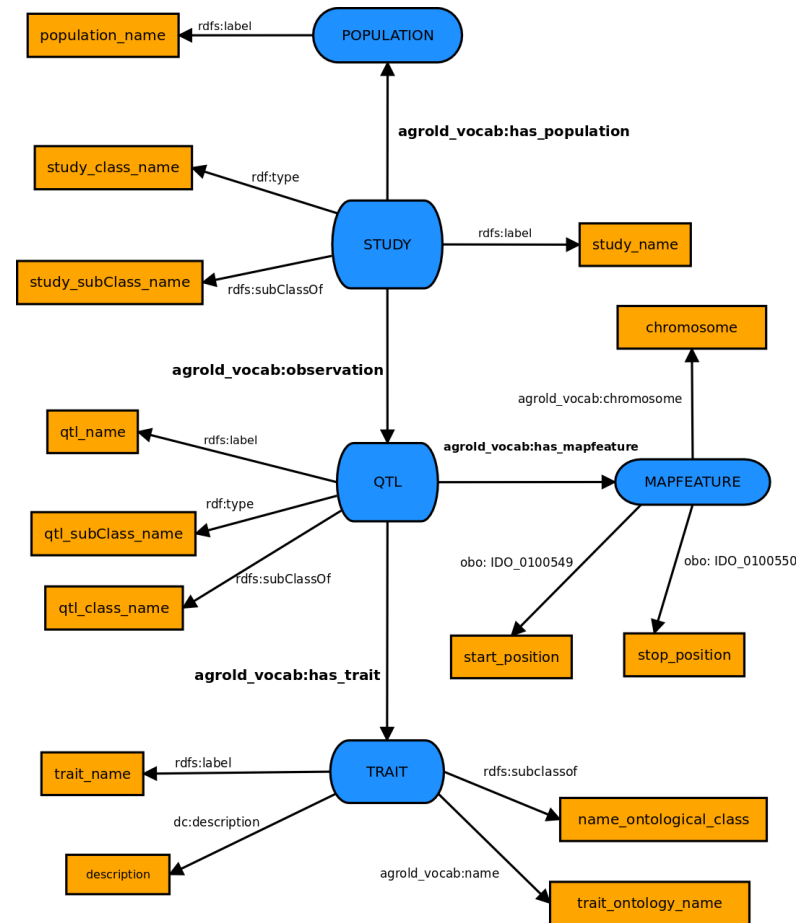 rdfs:label
population_name
POPULATION
agrold_vocab:has_population
study_class_name
rdf:type
STUDY
rdfs:label
study_name
study_subClass_name
rdfs:subClassOf
chromosome
agrold_vocab:observation
agrold_vocab:chromosome
qtl_name
rdfs:label
agrold_vocab:has_mapfeature
QTL
MAPFEATURE
rdf:type
qtl_subClass_name
obo: IDO_0100549
obo: IDO_0100550
rdfs:subClassOf
qtl_class_name
start_position
stop_position
agrold_vocab:has_trait
rdfs:label
trait_name
TRAIT
rdfs:subclassof
dc:description
name_ontological_class
description
agrold_vocab:name
trait_ontology_name